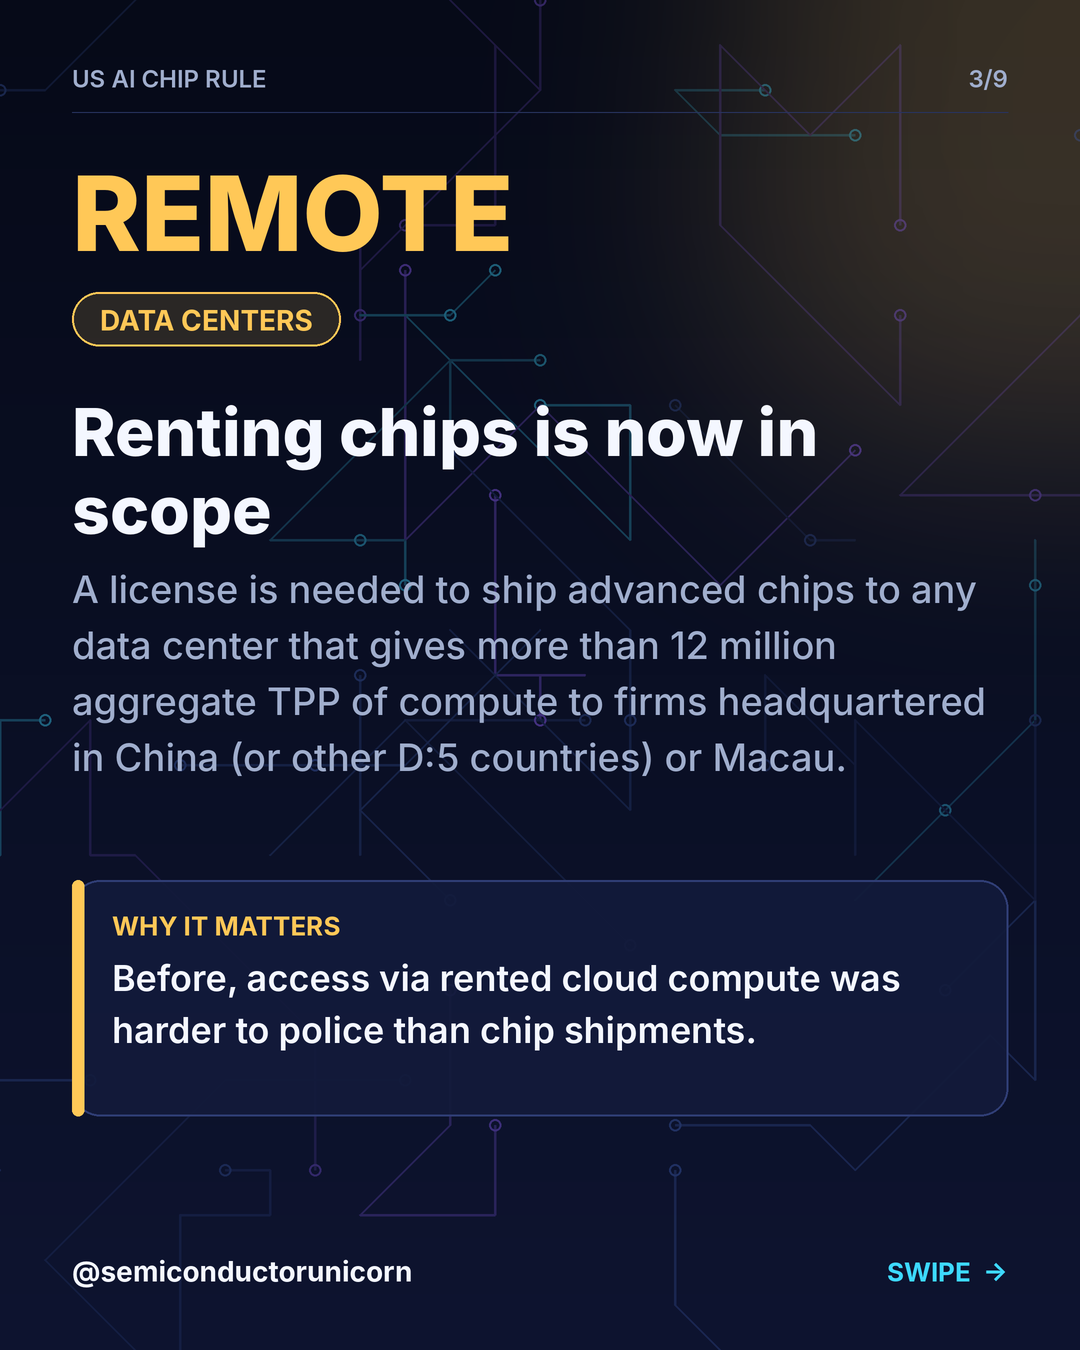 US AI CHIP RULE
3/9
REMOTE
DATA CENTERS
Renting chips is now in
scope
A license is needed to ship advanced chips to any
data center that gives more than 12 million
aggregate TPP of compute to firms headquartered
in China (or other D:5 countries) or Macau.
WHY IT MATTERS
Before, access via rented cloud compute was
harder to police than chip shipments.
@semiconductorunicorn
SWIPE →